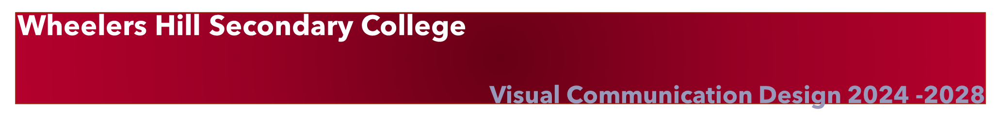 Wheelers Hill Secondary College
Visual Communication Design 2024 -2028